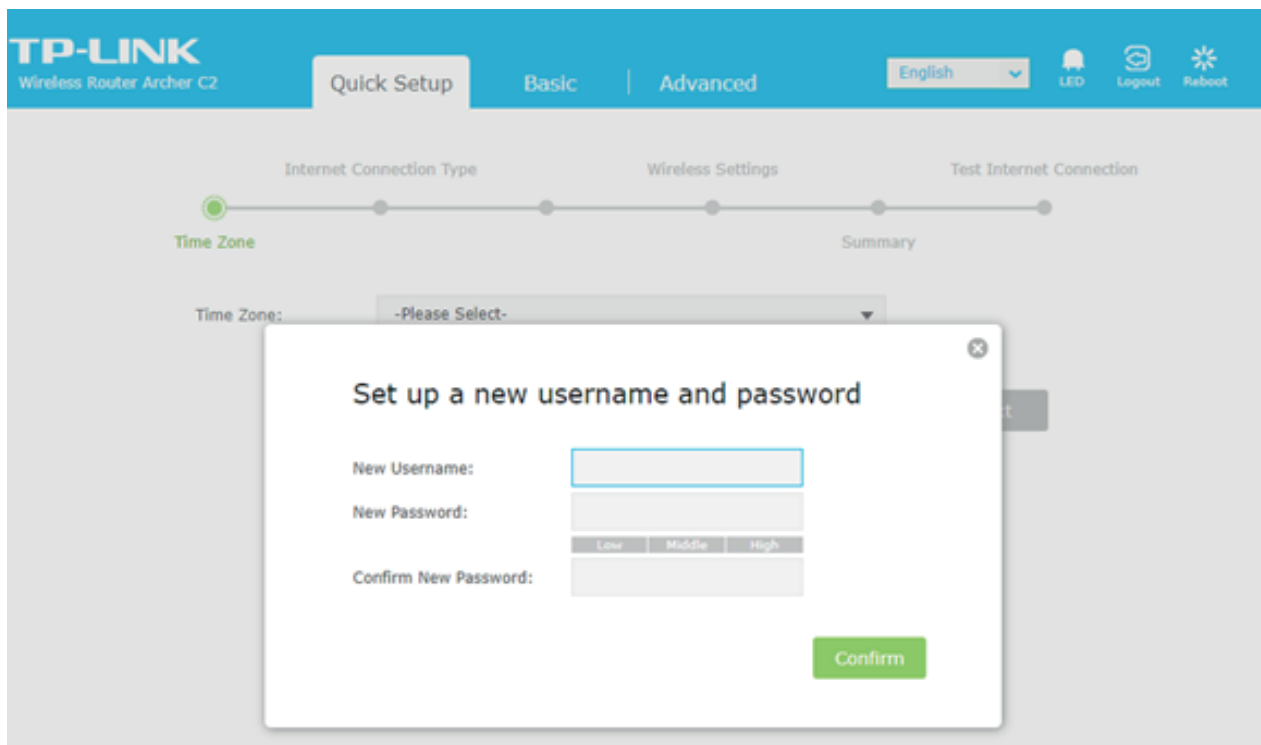 TP-LINK
Wireless Router Archer C2
Quick Setup
Basic
Advanced
English
LED
Logout
Reboot
Internet Connection Type
Wireless Settings
Test Internet Connection
Time Zone
Summary
Time Zone:
-Please Select-
Set up a new username and password
New Username:
New Password:
Low
Middle
High
Confirm New Password:
Confirm